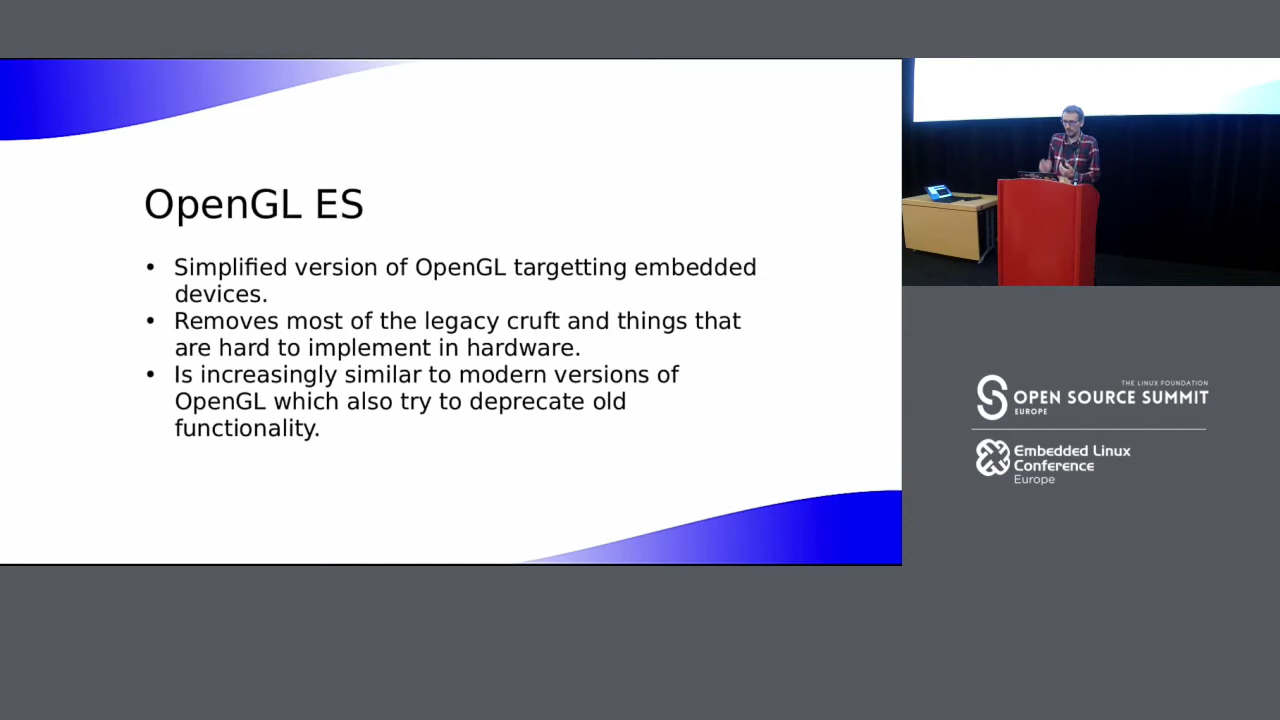 OpenGL ES
• Simplified version of OpenGL targetting embedded
devices.
• Removes most of the legacy cruft and things that
are hard to implement in hardware.
• Is increasingly similar to modern versions of
OpenGL which also try to deprecate old
functionality.
THE LINUX FOUNDATION
OPEN SOURCE SUMMIT
EUROPE
Embedded Linux
Conference
Europe